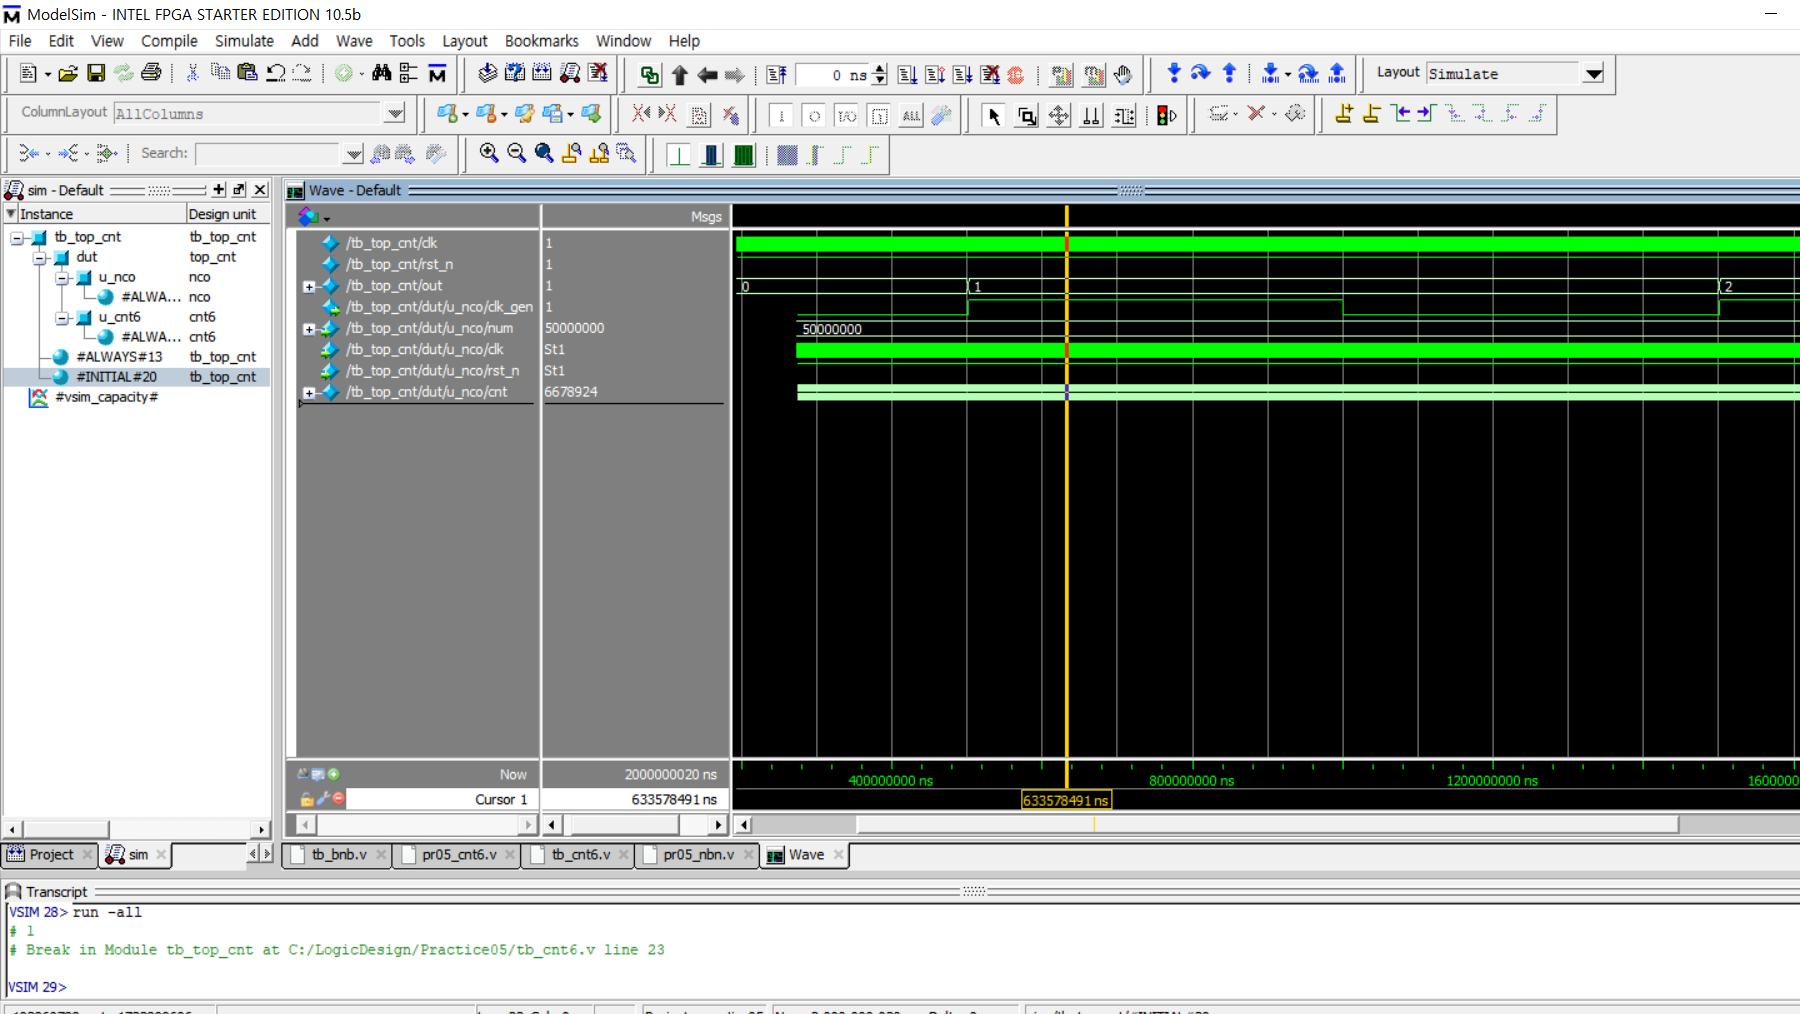 ModelSim - INTEL FPGA STARTER EDITION 10.5b
File Edit View Compile Simulate Add Wave Tools Layout Bookmarks Window Help
0 ns
Layout Simulate
ColumnLayout AllColumns
ALL
Search:
sim - Default
Wave - Default
Instance Design unit
Msgs
tb_top_cnt tb_top_cnt
dut top_cnt
u_nco nco
#ALWA... nco
u_cnt6 cnt6
#ALWA... cnt6
#ALWAYS#13 tb_top_cnt
#INITIAL#20 tb_top_cnt
#vsim_capacity#
/tb_top_cnt/clk 1
/tb_top_cnt/rst_n 1
/tb_top_cnt/out 1 0 1 2
/tb_top_cnt/dut/u_nco/clk_gen 1
/tb_top_cnt/dut/u_nco/num 50000000 50000000
/tb_top_cnt/dut/u_nco/clk St1
/tb_top_cnt/dut/u_nco/rst_n St1
/tb_top_cnt/dut/u_nco/cnt 6678924
Now 2000000020 ns
400000000 ns 800000000 ns 1200000000 ns 16000000
Cursor 1 633578491 ns
633578491 ns
Project sim
tb_bnb.v pr05_cnt6.v tb_cnt6.v pr05_nbn.v Wave
Transcript
VSIM 28> run -all
# 1
# Break in Module tb_top_cnt at C:/LogicDesign/Practice05/tb_cnt6.v line 23
VSIM 29>